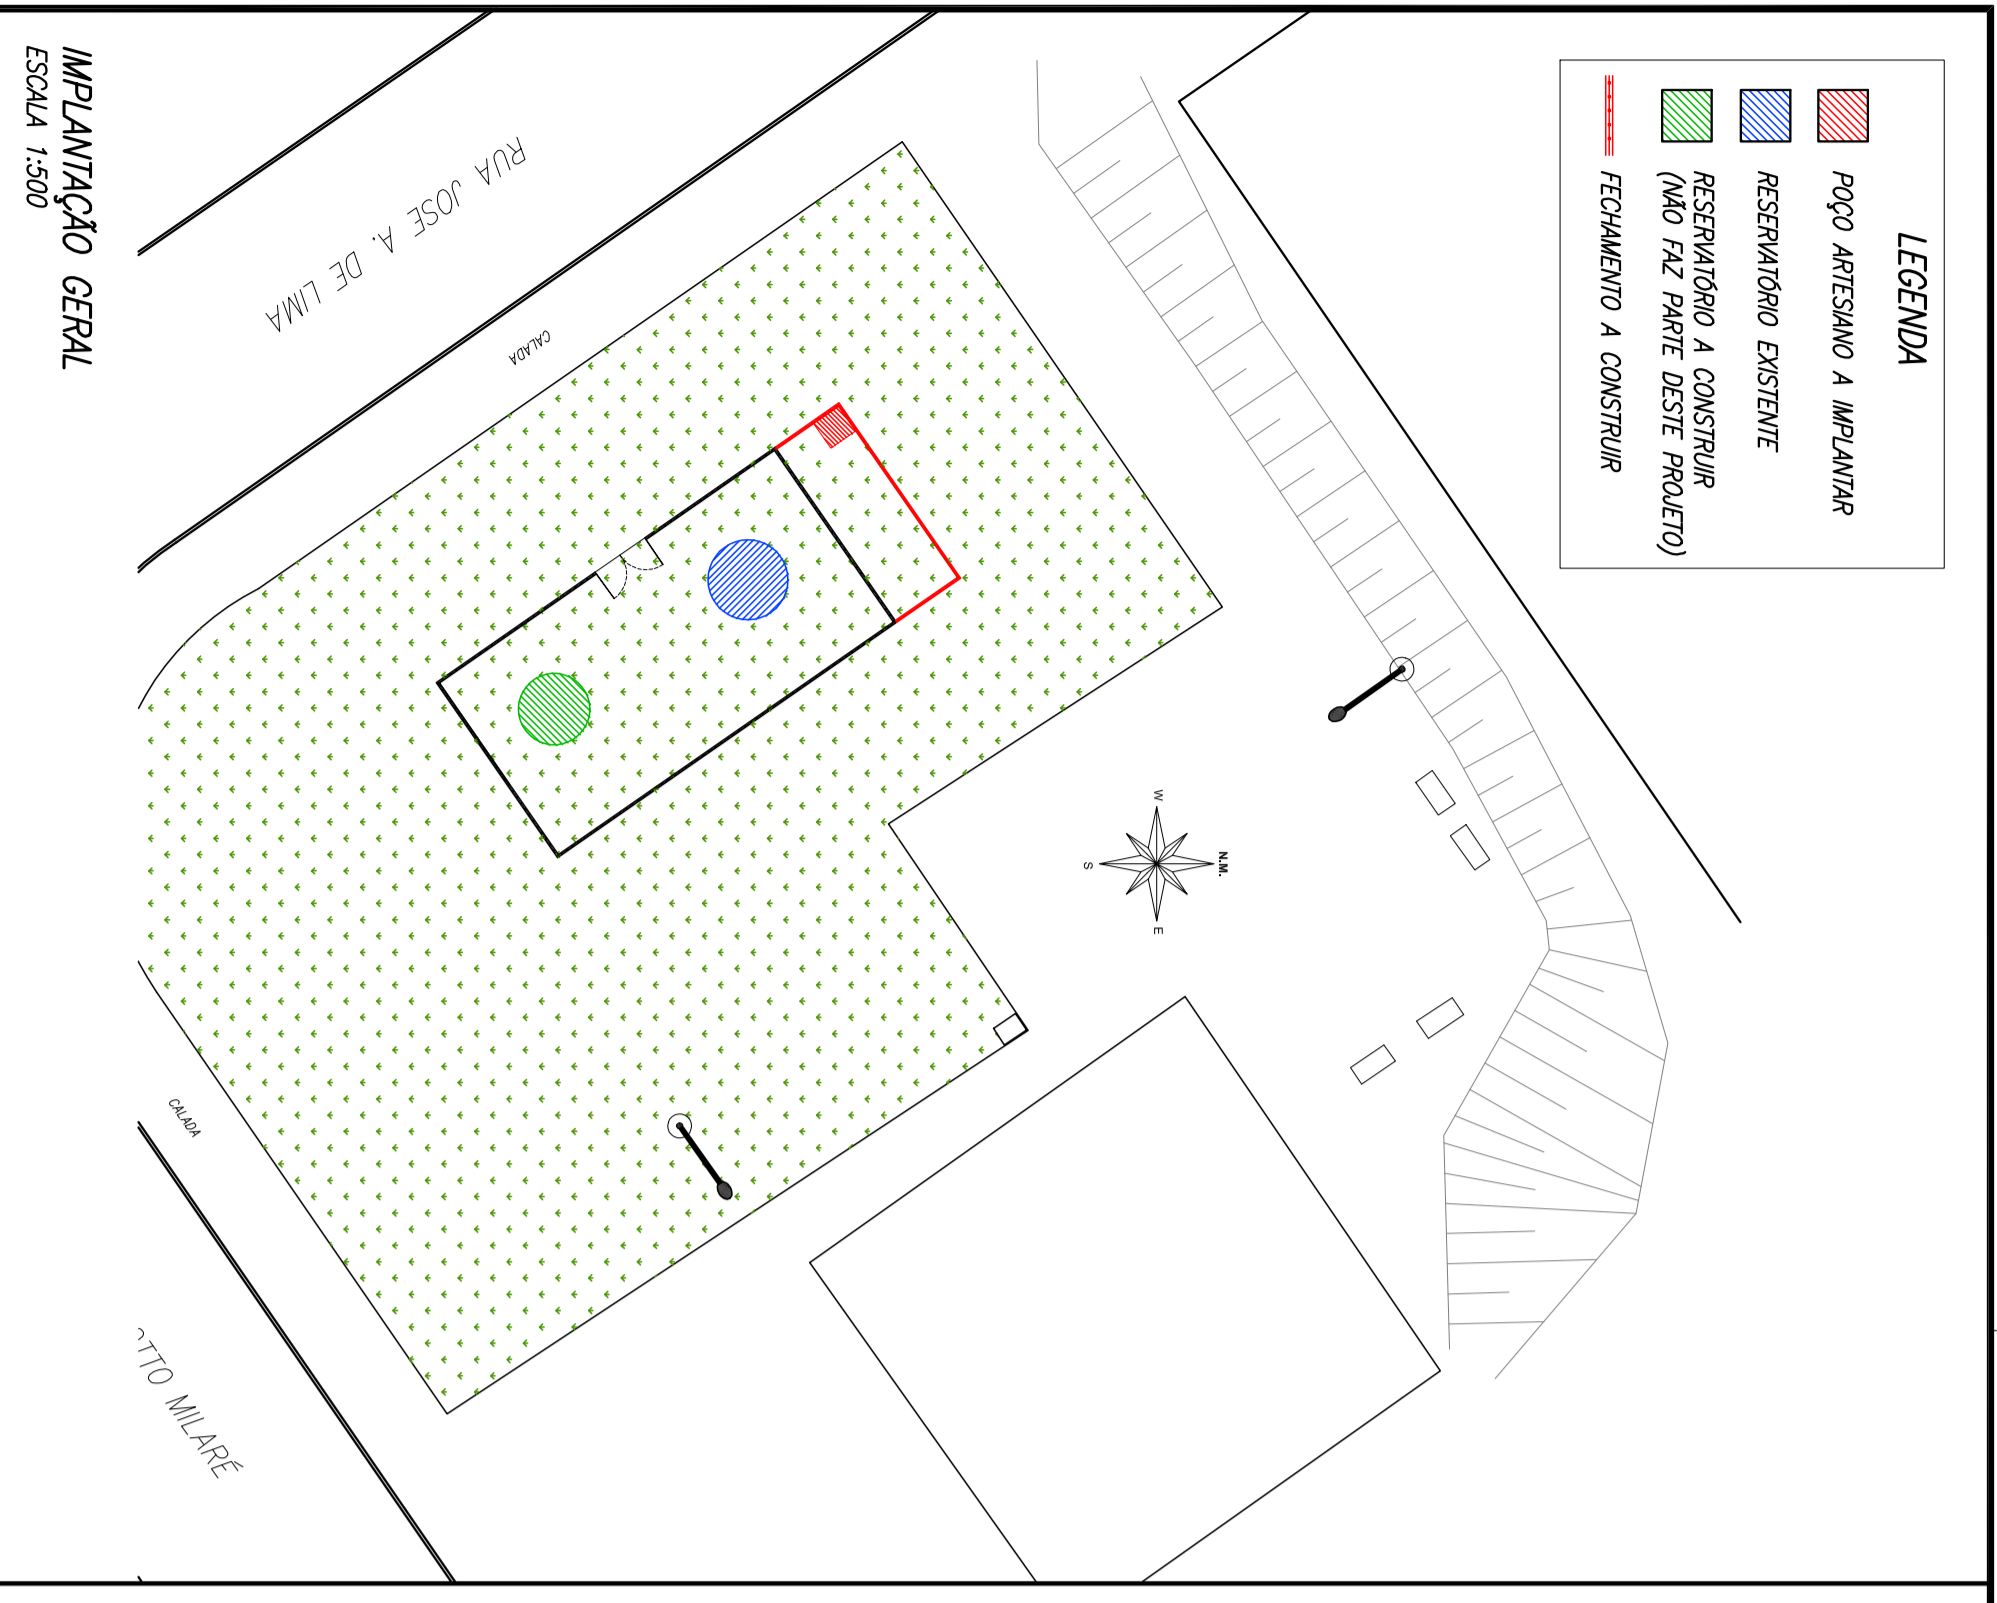 LEGENDA
POÇO ARTESIANO A IMPLANTAR
RESERVATÓRIO EXISTENTE
RESERVATÓRIO A CONSTRUIR
(NÃO FAZ PARTE DESTE PROJETO)
FECHAMENTO A CONSTRUIR
RUA JOSE A. DE LIMA
CALADA
N.M.
W
E
S
CALADA
OTTO MILARÉ
IMPLANTAÇÃO GERAL
ESCALA 1:500